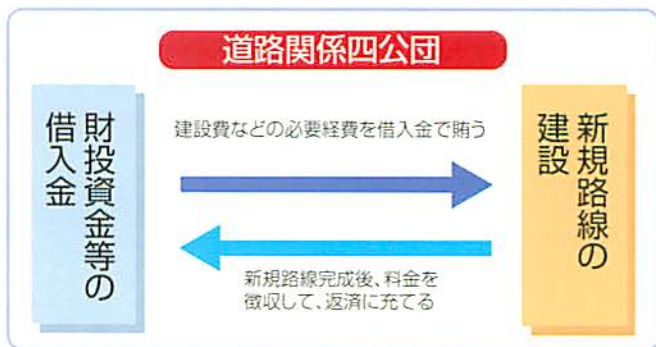 道路関係四公団
財投資金等の
借入金
建設費などの必要経費を借入金で賄う
新規路線完成後、料金を
徴収して、返済に充てる
新規路線の
建設